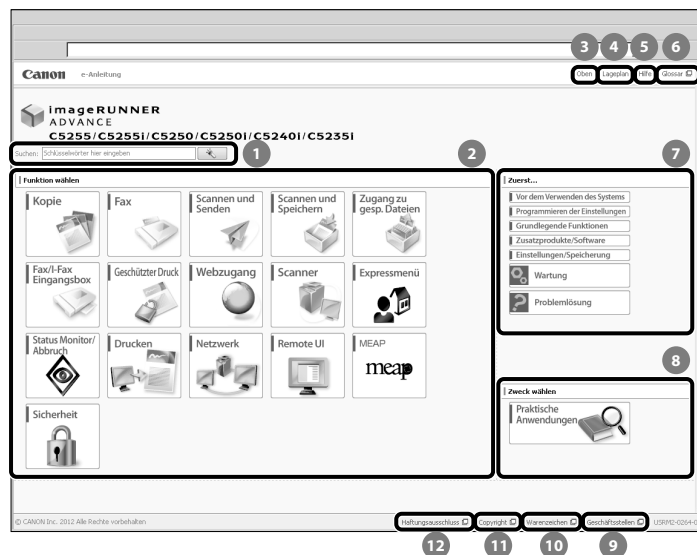 3 4 5 6
Canon e-Anleitung
Oben Lageplan Hilfe Glossar
imageRUNNER
ADVANCE
C5255/C5255i/C5250/C5250i/C5240i/C5235i
Suchen: Schlüsselwörter hier eingeben
1 2 7
Funktion wählen
Kopie
Fax
Scannen und
Senden
Scannen und
Speichern
Zugang zu
gesp. Dateien
Fax/I-Fax
Eingangsbox
Geschützter Druck
Webzugang
Scanner
Expressmenü
Status Monitor/
Abbruch
Drucken
Netzwerk
Remote UI
MEAP
meap
Sicherheit
Zuerst...
Vor dem Verwenden des Systems
Programmieren der Einstellungen
Grundlegende Funktionen
Zusatzprodukte/Software
Einstellungen/Speicherung
Wartung
Problemlösung
8
Zweck wählen
Praktische
Anwendungen
© CANON Inc. 2012 Alle Rechte vorbehalten
Haftungsausschluss Copyright Warenzeichen Geschäftsstellen USRM2-0264-0
12 11 10 9